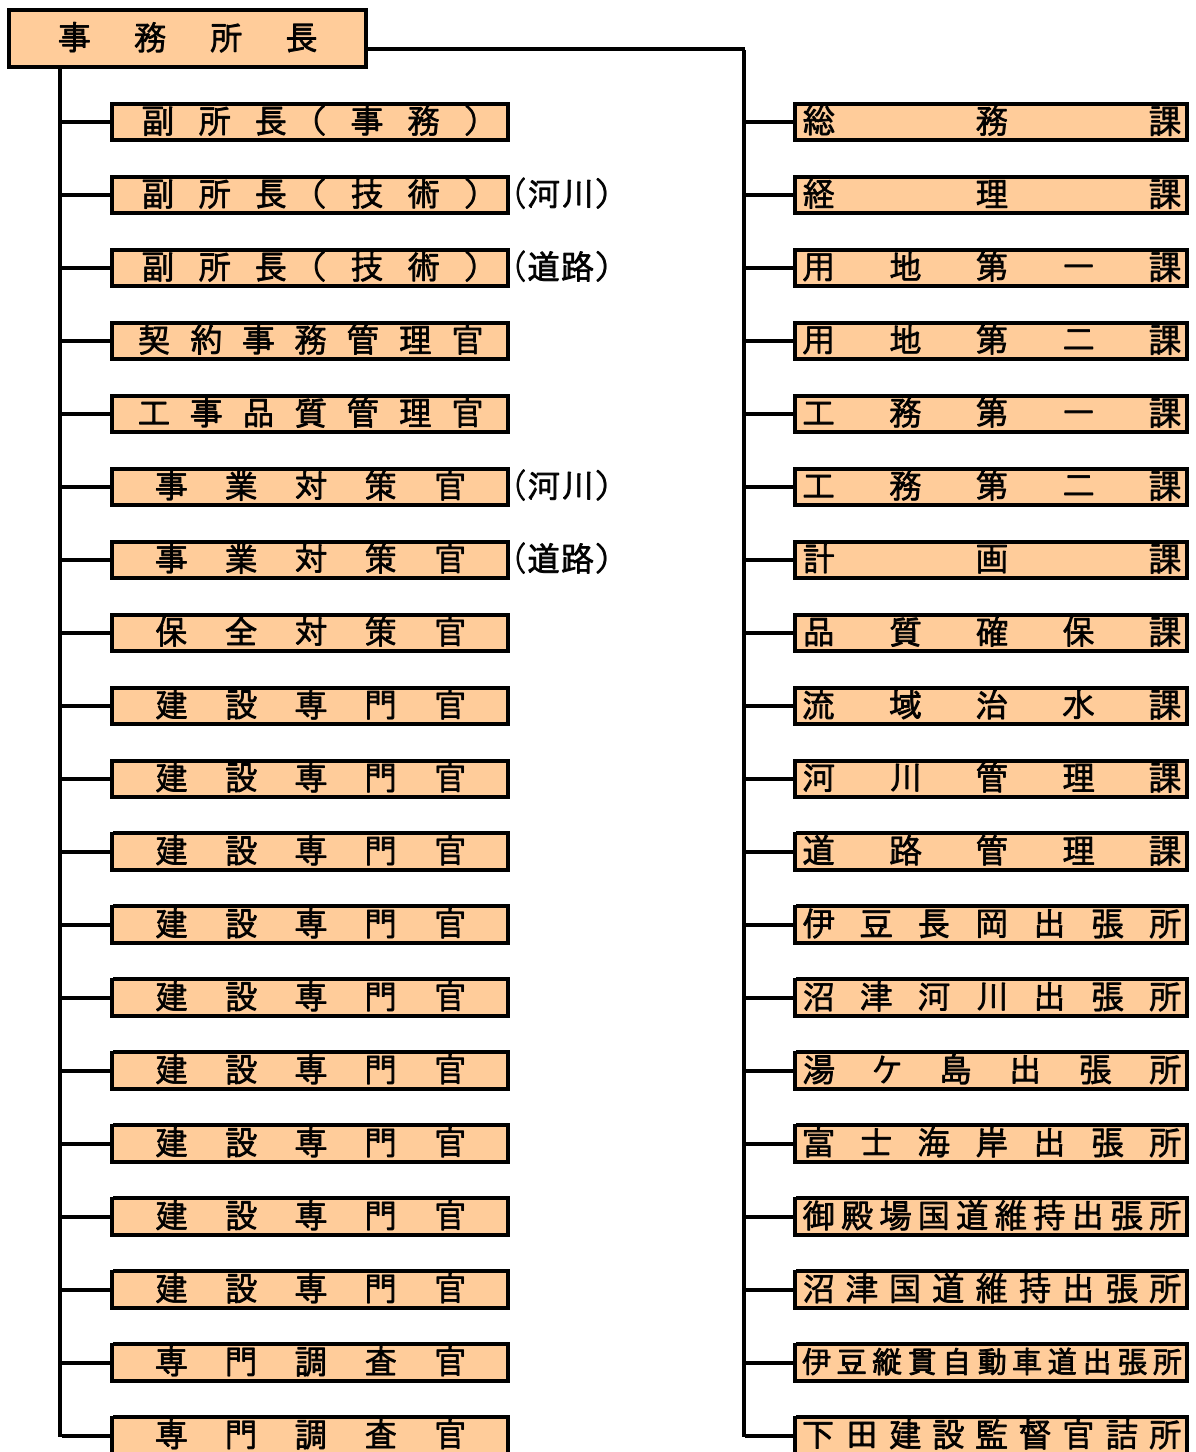 事務所長
副所長（事務）
副所長（技術）（河川）
副所長（技術）（道路）
契約事務管理官
工事品質管理官
事業対策官（河川）
事業対策官（道路）
保全対策官
建設専門官
建設専門官
建設専門官
建設専門官
建設専門官
建設専門官
建設専門官
建設専門官
建設専門官
専門調査官
専門調査官
総務課
経理課
用地第一課
用地第二課
工務第一課
工務第二課
計画課
品質確保課
流域治水課
河川管理課
道路管理課
伊豆長岡出張所
沼津河川出張所
湯ケ島出張所
富士海岸出張所
御殿場国道維持出張所
沼津国道維持出張所
伊豆縦貫自動車道出張所
下田建設監督官詰所